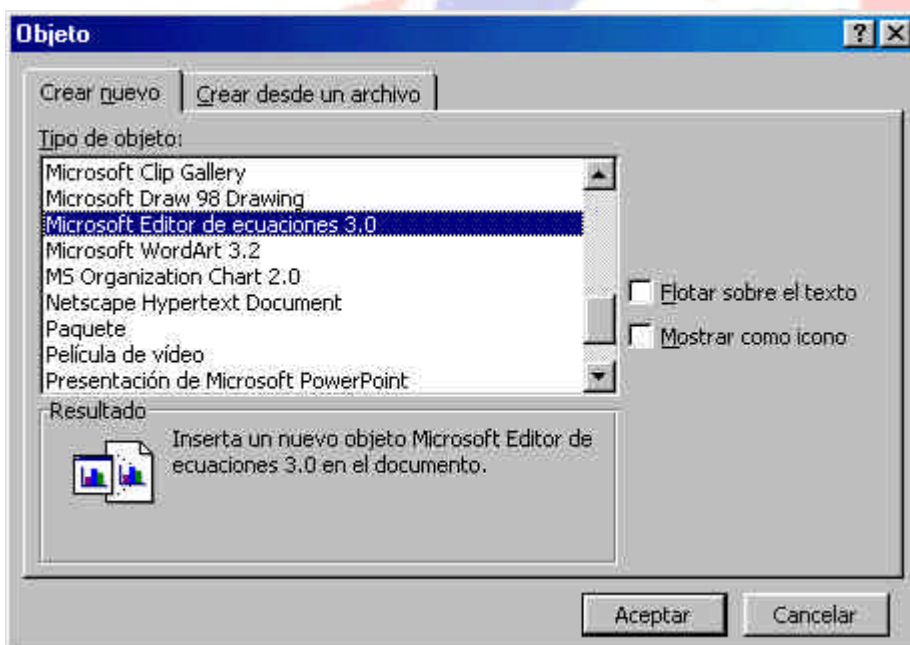 Objeto
Crear nuevo
Crear desde un archivo
Tipo de objeto:
Microsoft Clip Gallery
Microsoft Draw 98 Drawing
Microsoft Editor de ecuaciones 3.0
Microsoft WordArt 3.2
MS Organization Chart 2.0
Netscape Hypertext Document
Paquete
Película de vídeo
Presentación de Microsoft PowerPoint
Flotar sobre el texto
Mostrar como icono
Resultado
Inserta un nuevo objeto Microsoft Editor de
ecuaciones 3.0 en el documento.
Aceptar
Cancelar